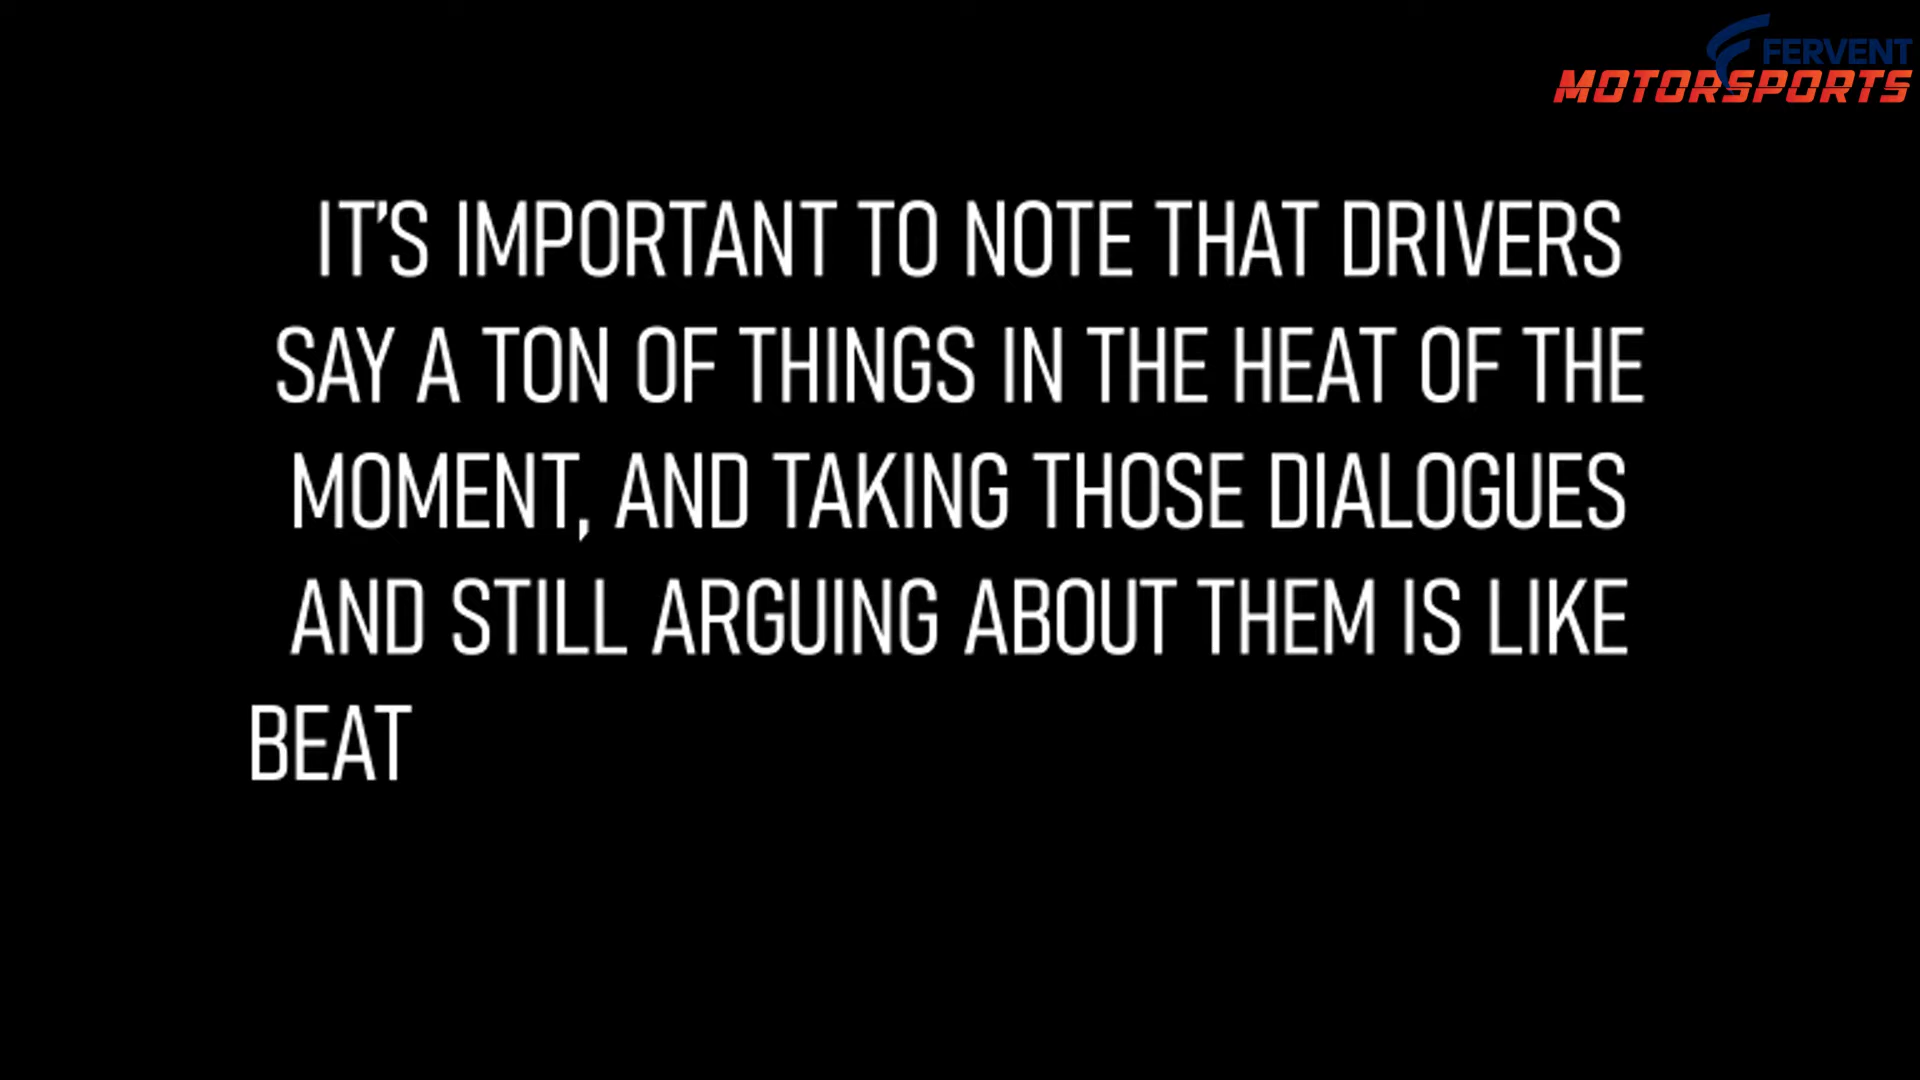 FERVENT
MOTORSPORTS
IT'S IMPORTANT TO NOTE THAT DRIVERS
SAY A TON OF THINGS IN THE HEAT OF THE
MOMENT, AND TAKING THOSE DIALOGUES
AND STILL ARGUING ABOUT THEM IS LIKE
BEAT